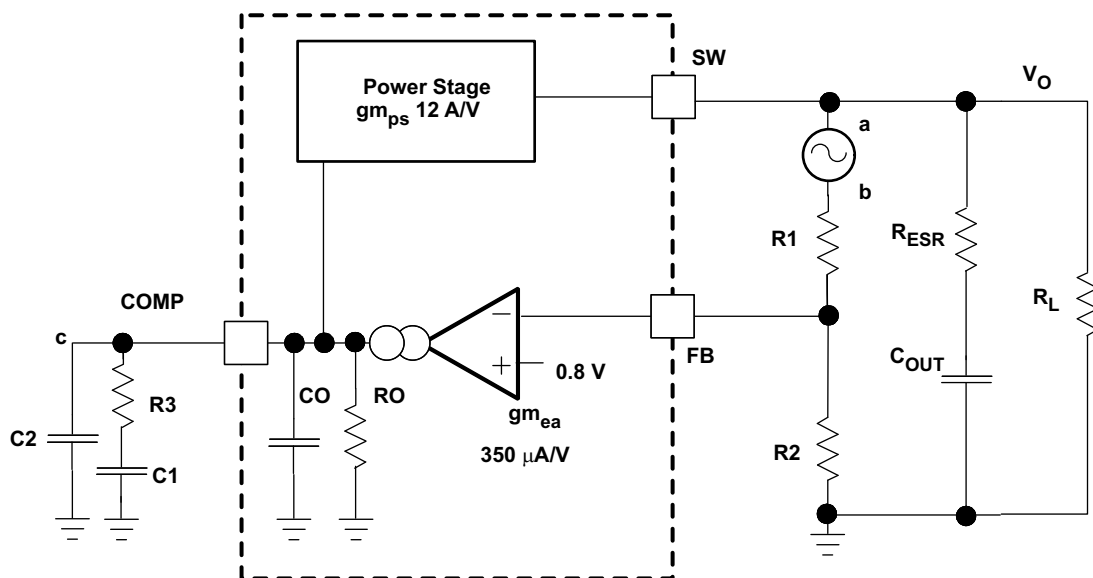 Power Stage
gm_ps 12 A/V
SW
V_O
a
b
R1
R_ESR
R_L
COMP
c
R3
C2
C1
CO
RO
−
+
0.8 V
gm_ea
350 μA/V
FB
C_OUT
R2